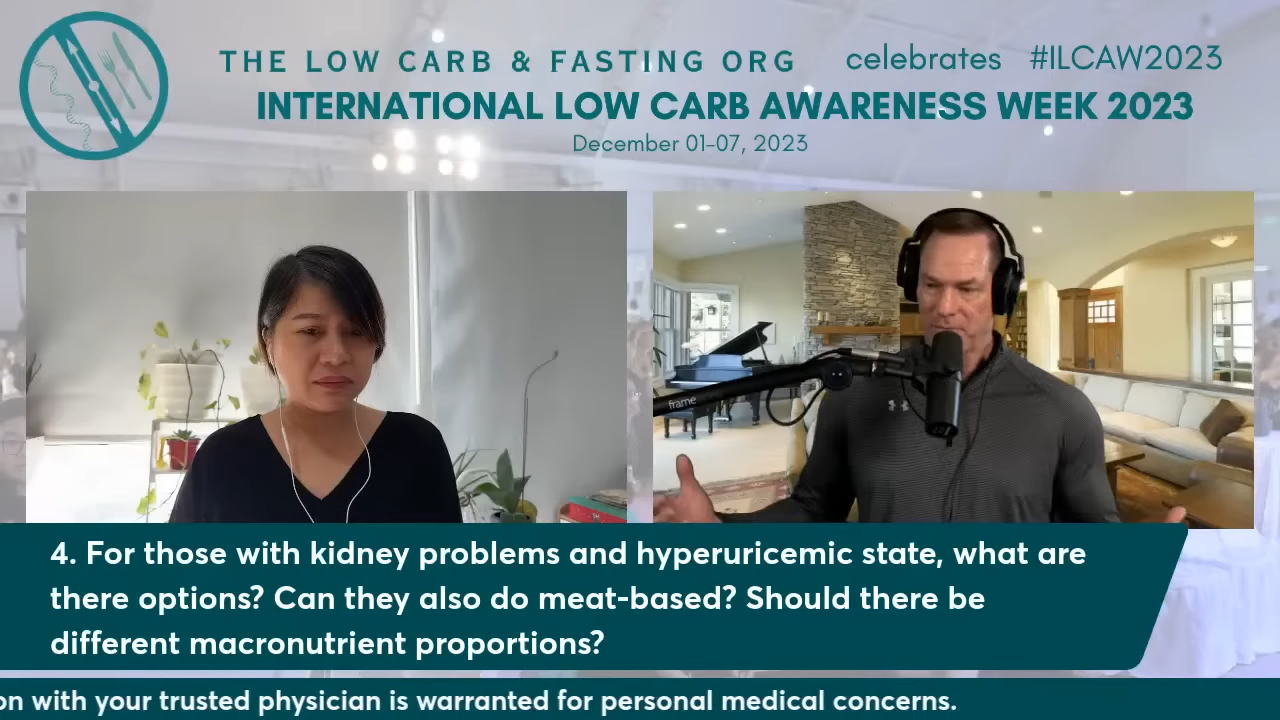 THE LOW CARB & FASTING ORG celebrates #ILCAW2023
INTERNATIONAL LOW CARB AWARENESS WEEK 2023
December 01-07, 2023
frame
4. For those with kidney problems and hyperuricemic state, what are
there options? Can they also do meat-based? Should there be
different macronutrient proportions?
on with your trusted physician is warranted for personal medical concerns.